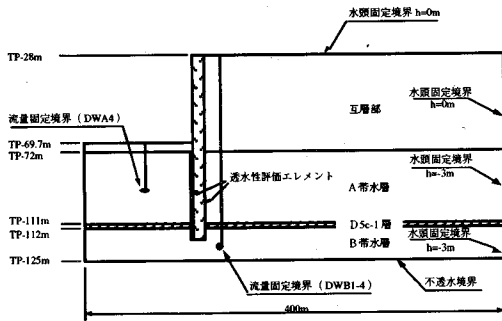 水頭固定境界 h=0m
TP-28m
互層部
水頭固定境界
h=0m
流量固定境界（DWA4）
TP-69.7m
TP-72m
透水性評価エレメント
A帯水層
水頭固定境界
h=-3m
TP-111m
TP-112m
D5c-1層
B帯水層
水頭固定境界
h=-3m
TP-125m
流量固定境界（DWB1-4）
不透水境界
400m